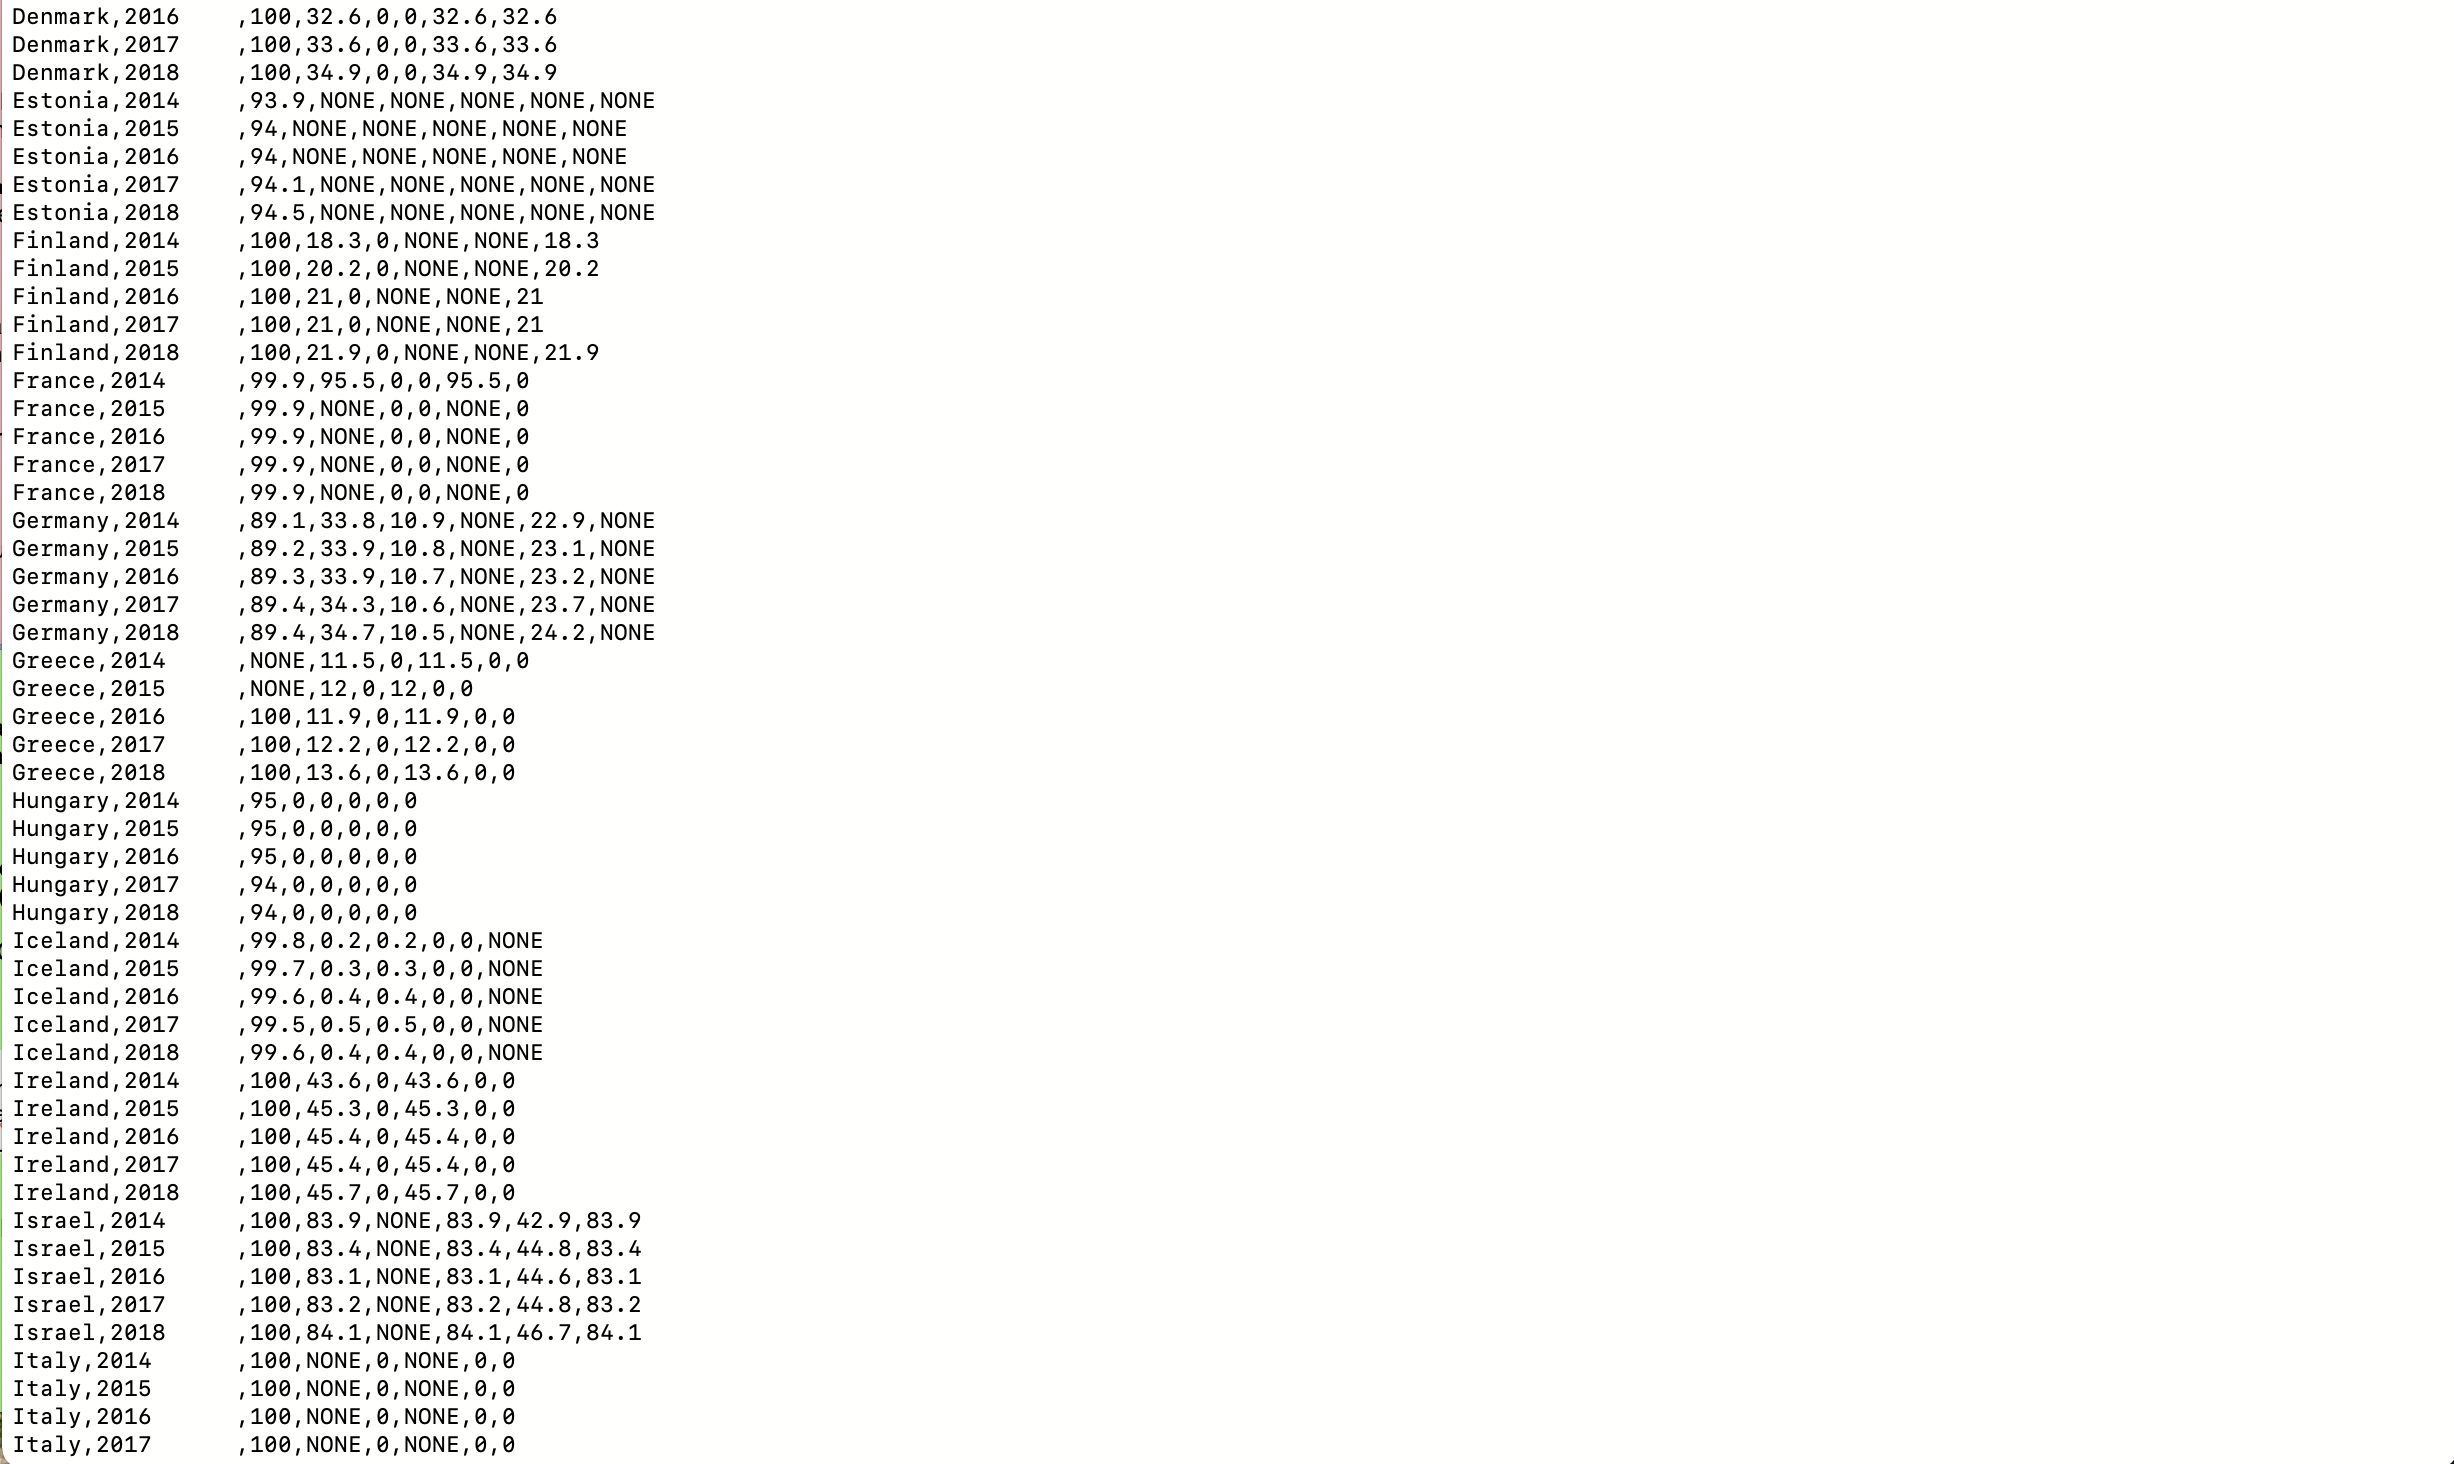 Denmark,2016    ,100,32.6,0,0,32.6,32.6
Denmark,2017    ,100,33.6,0,0,33.6,33.6
Denmark,2018    ,100,34.9,0,0,34.9,34.9
Estonia,2014    ,93.9,NONE,NONE,NONE,NONE,NONE
Estonia,2015    ,94,NONE,NONE,NONE,NONE,NONE
Estonia,2016    ,94,NONE,NONE,NONE,NONE,NONE
Estonia,2017    ,94.1,NONE,NONE,NONE,NONE,NONE
Estonia,2018    ,94.5,NONE,NONE,NONE,NONE,NONE
Finland,2014    ,100,18.3,0,NONE,NONE,18.3
Finland,2015    ,100,20.2,0,NONE,NONE,20.2
Finland,2016    ,100,21,0,NONE,NONE,21
Finland,2017    ,100,21,0,NONE,NONE,21
Finland,2018    ,100,21.9,0,NONE,NONE,21.9
France,2014     ,99.9,95.5,0,0,95.5,0
France,2015     ,99.9,NONE,0,0,NONE,0
France,2016     ,99.9,NONE,0,0,NONE,0
France,2017     ,99.9,NONE,0,0,NONE,0
France,2018     ,99.9,NONE,0,0,NONE,0
Germany,2014    ,89.1,33.8,10.9,NONE,22.9,NONE
Germany,2015    ,89.2,33.9,10.8,NONE,23.1,NONE
Germany,2016    ,89.3,33.9,10.7,NONE,23.2,NONE
Germany,2017    ,89.4,34.3,10.6,NONE,23.7,NONE
Germany,2018    ,89.4,34.7,10.5,NONE,24.2,NONE
Greece,2014     ,NONE,11.5,0,11.5,0,0
Greece,2015     ,NONE,12,0,12,0,0
Greece,2016     ,100,11.9,0,11.9,0,0
Greece,2017     ,100,12.2,0,12.2,0,0
Greece,2018     ,100,13.6,0,13.6,0,0
Hungary,2014    ,95,0,0,0,0,0
Hungary,2015    ,95,0,0,0,0,0
Hungary,2016    ,95,0,0,0,0,0
Hungary,2017    ,94,0,0,0,0,0
Hungary,2018    ,94,0,0,0,0,0
Iceland,2014    ,99.8,0.2,0.2,0,0,NONE
Iceland,2015    ,99.7,0.3,0.3,0,0,NONE
Iceland,2016    ,99.6,0.4,0.4,0,0,NONE
Iceland,2017    ,99.5,0.5,0.5,0,0,NONE
Iceland,2018    ,99.6,0.4,0.4,0,0,NONE
Ireland,2014    ,100,43.6,0,43.6,0,0
Ireland,2015    ,100,45.3,0,45.3,0,0
Ireland,2016    ,100,45.4,0,45.4,0,0
Ireland,2017    ,100,45.4,0,45.4,0,0
Ireland,2018    ,100,45.7,0,45.7,0,0
Israel,2014     ,100,83.9,NONE,83.9,42.9,83.9
Israel,2015     ,100,83.4,NONE,83.4,44.8,83.4
Israel,2016     ,100,83.1,NONE,83.1,44.6,83.1
Israel,2017     ,100,83.2,NONE,83.2,44.8,83.2
Israel,2018     ,100,84.1,NONE,84.1,46.7,84.1
Italy,2014      ,100,NONE,0,NONE,0,0
Italy,2015      ,100,NONE,0,NONE,0,0
Italy,2016      ,100,NONE,0,NONE,0,0
Italy,2017      ,100,NONE,0,NONE,0,0